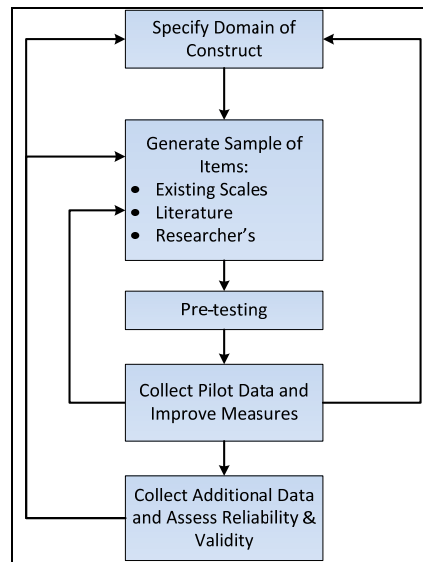 Specify Domain of
Construct
Generate Sample of
Items:
• Existing Scales
• Literature
• Researcher's
Pre-testing
Collect Pilot Data and
Improve Measures
Collect Additional Data
and Assess Reliability &
Validity